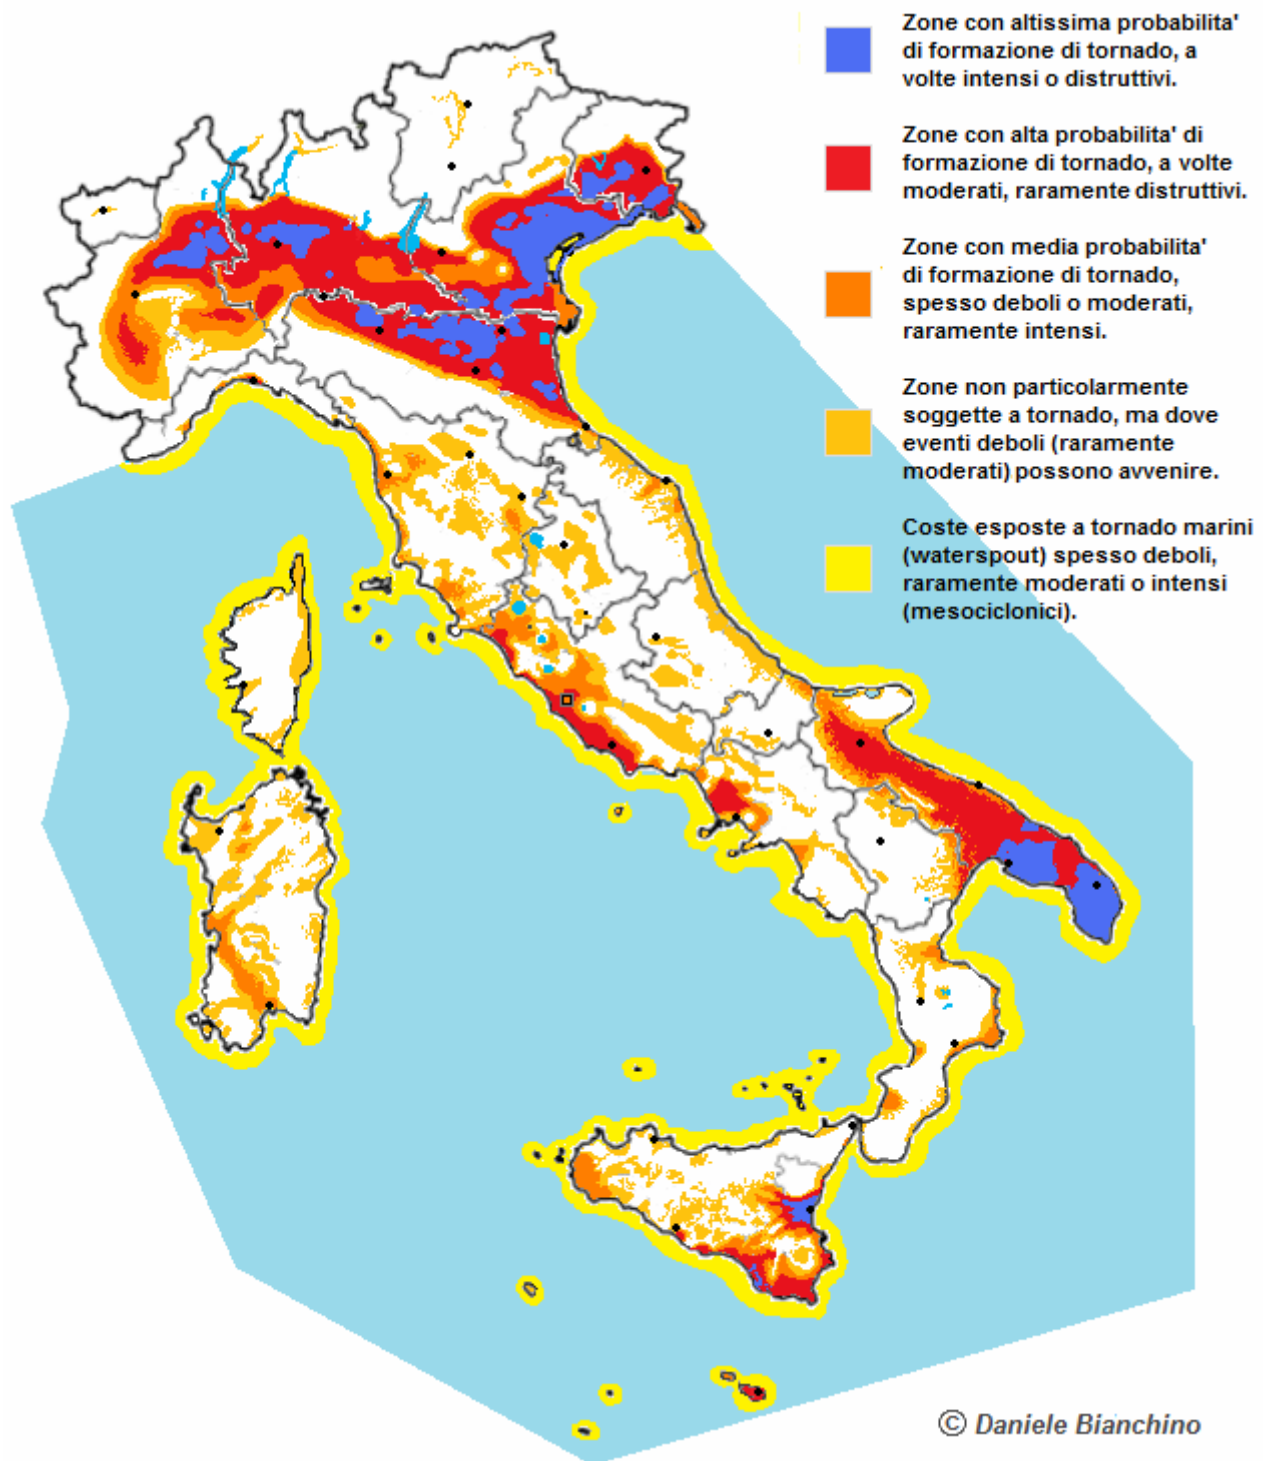 Zone con altissima probabilita'
di formazione di tornado, a
volte intensi o distruttivi.
Zone con alta probabilita' di
formazione di tornado, a volte
moderati, raramente distruttivi.
Zone con media probabilita'
di formazione di tornado,
spesso deboli o moderati,
raramente intensi.
Zone non particolarmente
soggette a tornado, ma dove
eventi deboli (raramente
moderati) possono avvenire.
Coste esposte a tornado marini
(waterspout) spesso deboli,
raramente moderati o intensi
(mesociclonici).
© Daniele Bianchino